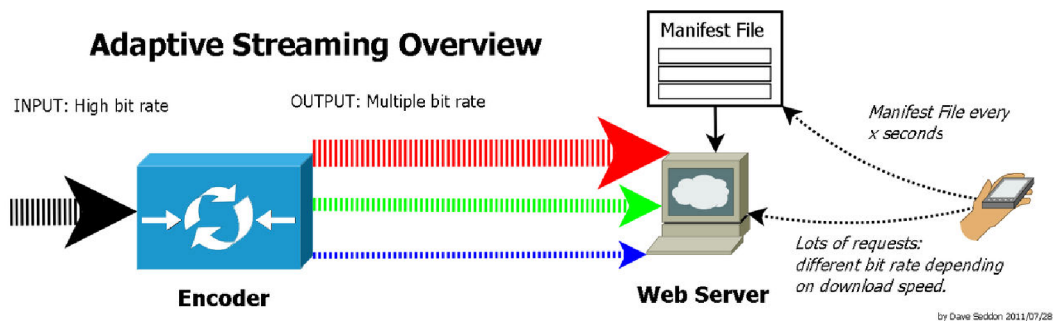 Adaptive Streaming Overview
INPUT: High bit rate
OUTPUT: Multiple bit rate
Manifest File
Manifest File every
x seconds
Lots of requests:
different bit rate depending
on download speed.
Encoder
Web Server
by Dave Seddon 2011/07/28